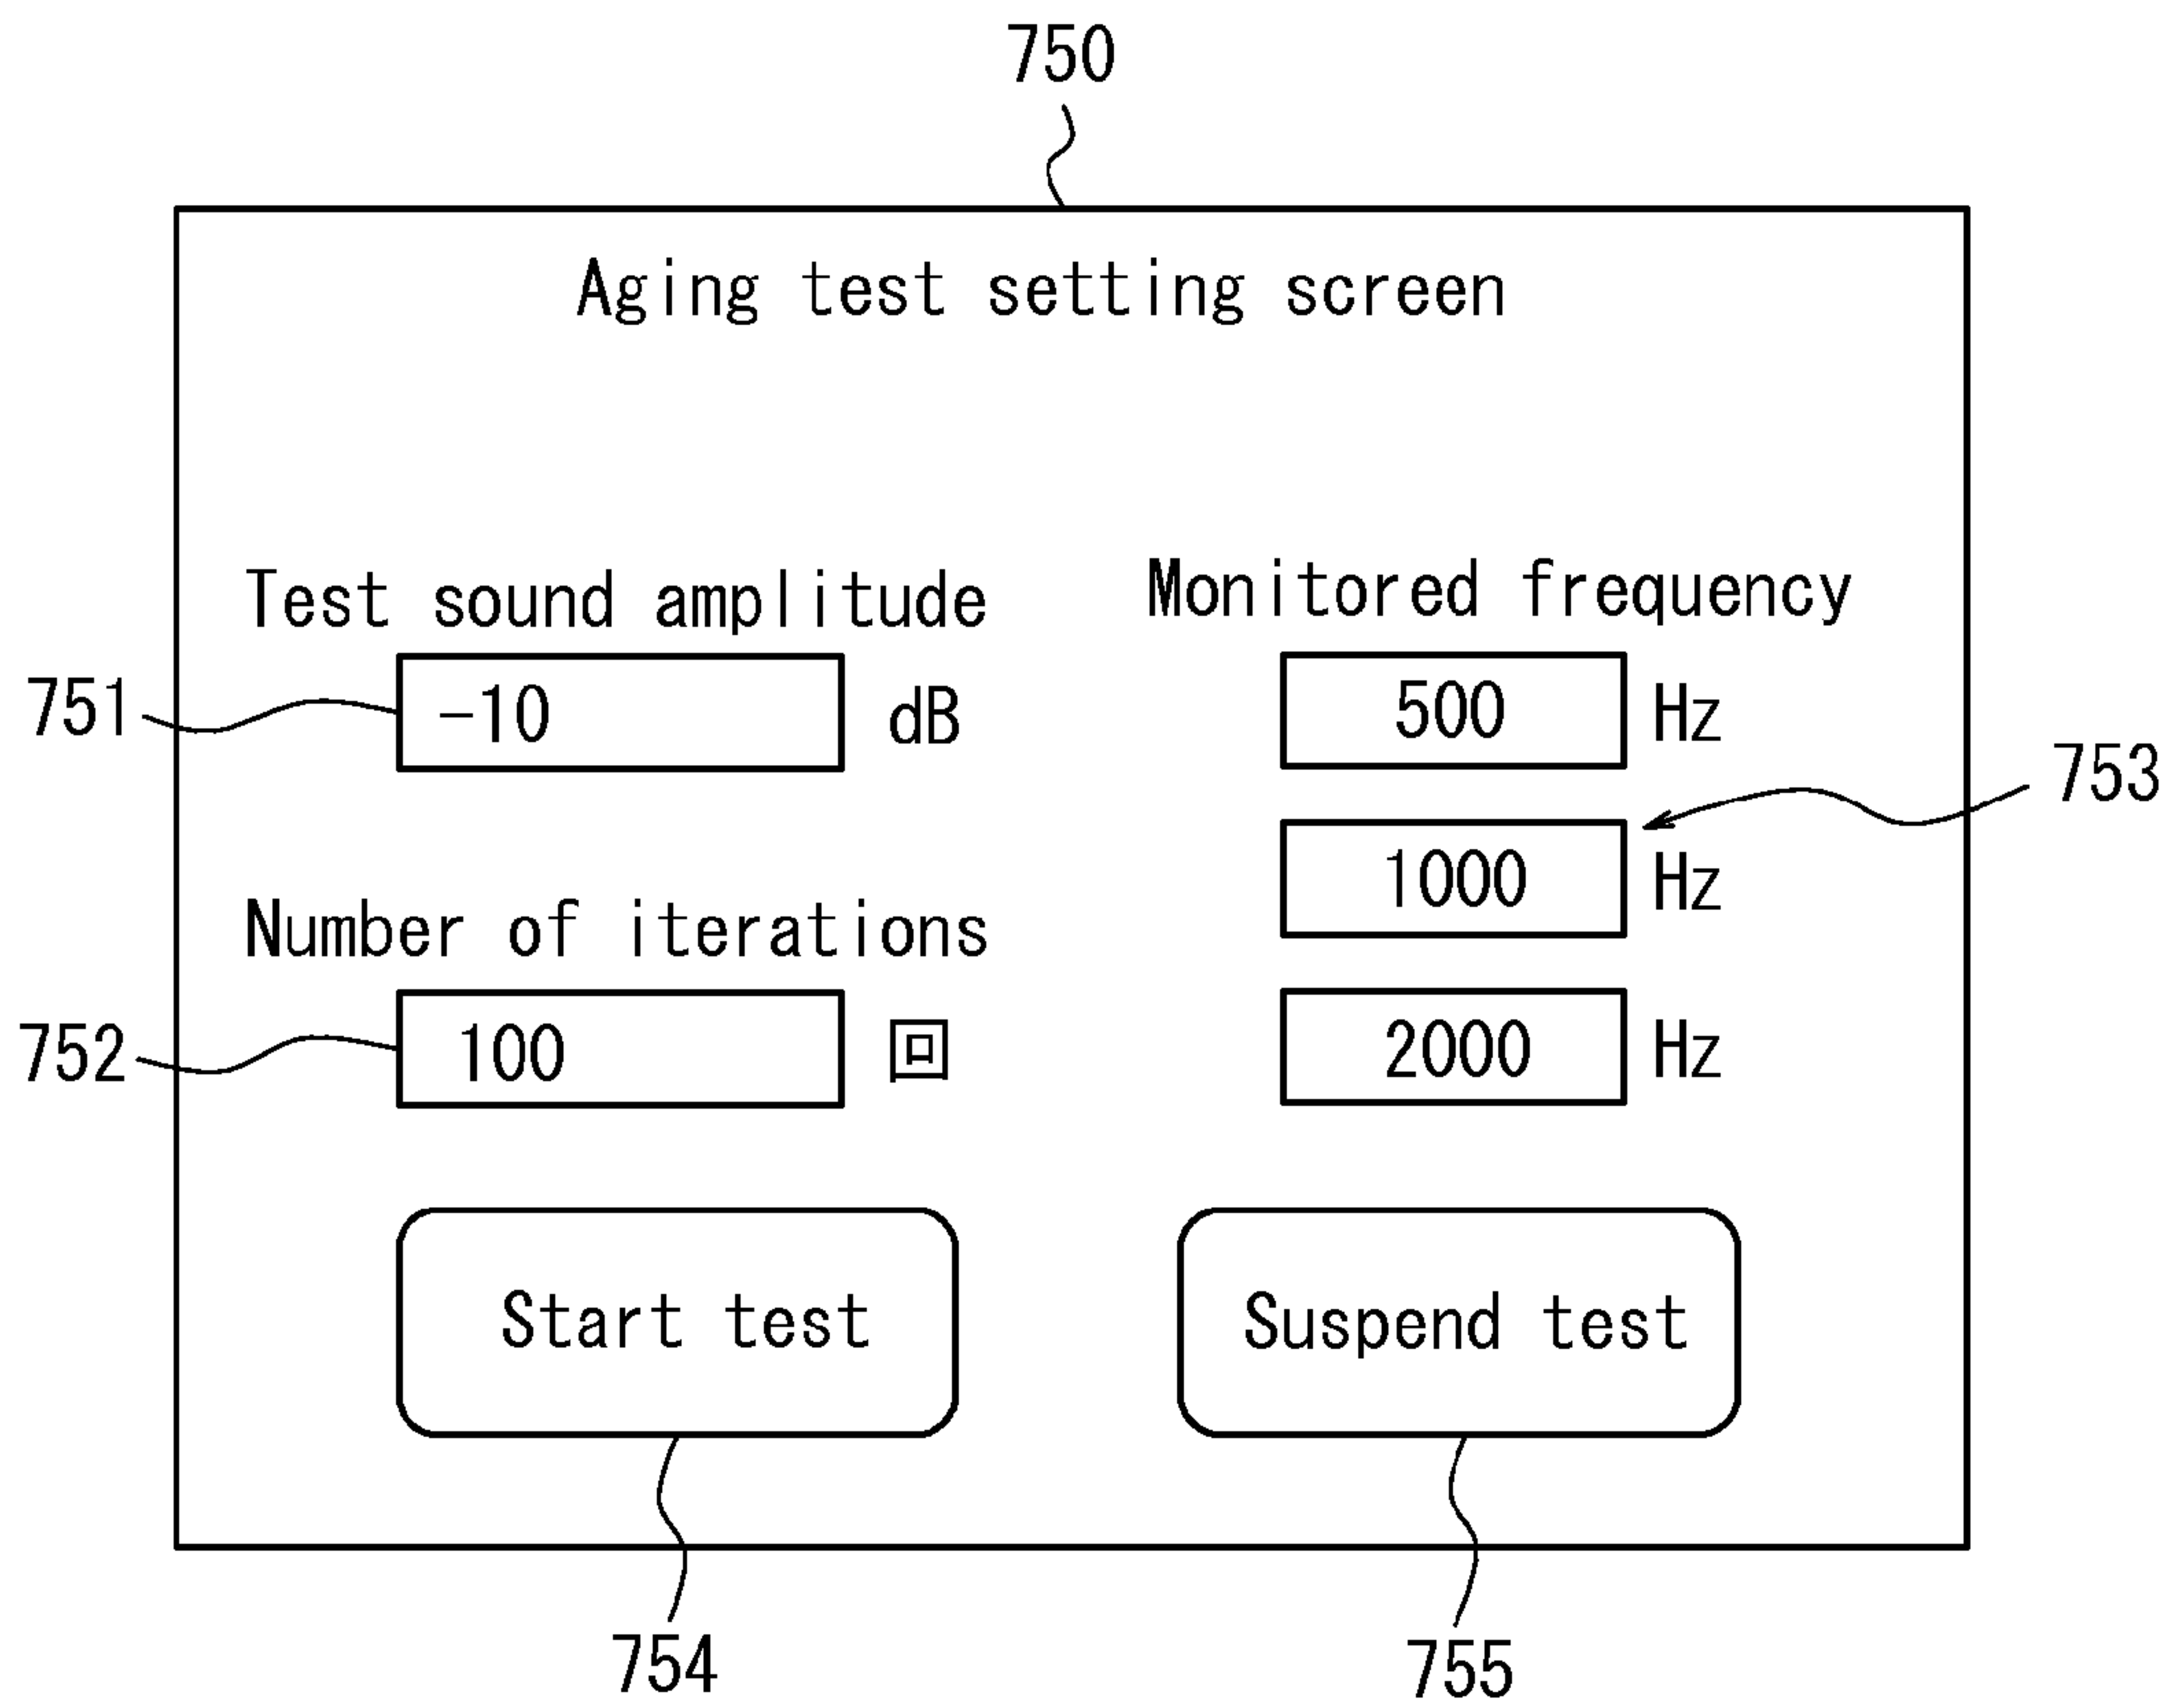 750
Aging test setting screen
Test sound amplitude
Monitored frequency
751
-10
dB
500
Hz
753
1000
Hz
Number of iterations
752
100
回
2000
Hz
Start test
Suspend test
754
755